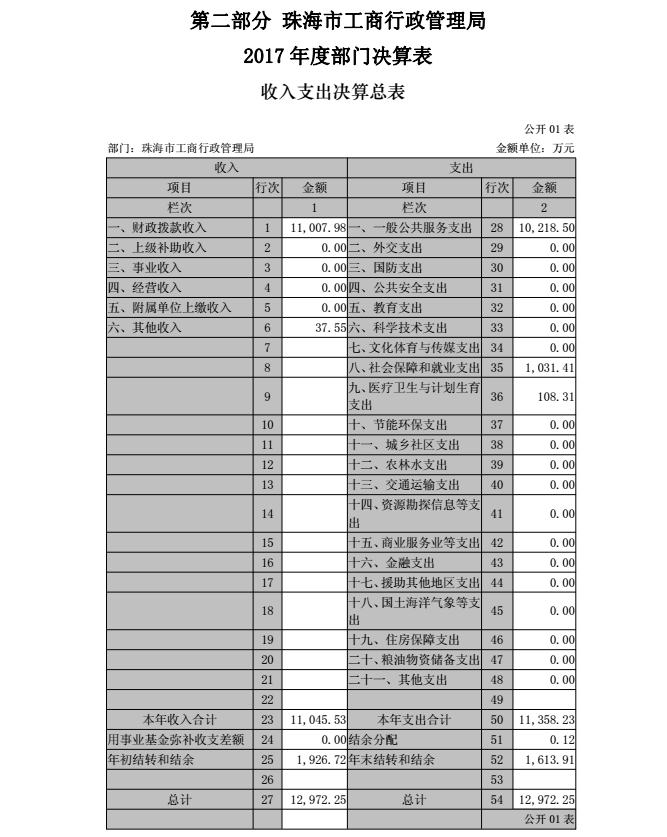 第二部分 珠海市工商行政管理局
2017 年度部门决算表
收入支出决算总表
公开 01 表
部门：珠海市工商行政管理局 金额单位：万元
收入 支出
项目 行次 金额 项目 行次 金额
栏次 1 栏次 2
一、财政拨款收入 1 11,007.98 一、一般公共服务支出 28 10,218.50
二、上级补助收入 2 0.00 二、外交支出 29 0.00
三、事业收入 3 0.00 三、国防支出 30 0.00
四、经营收入 4 0.00 四、公共安全支出 31 0.00
五、附属单位上缴收入 5 0.00 五、教育支出 32 0.00
六、其他收入 6 37.55 六、科学技术支出 33 0.00
7 七、文化体育与传媒支出 34 0.00
8 八、社会保障和就业支出 35 1,031.41
9 九、医疗卫生与计划生育
支出 36 108.31
10 十、节能环保支出 37 0.00
11 十一、城乡社区支出 38 0.00
12 十二、农林水支出 39 0.00
13 十三、交通运输支出 40 0.00
14 十四、资源勘探信息等支
出 41 0.00
15 十五、商业服务业等支出 42 0.00
16 十六、金融支出 43 0.00
17 十七、援助其他地区支出 44 0.00
18 十八、国土海洋气象等支
出 45 0.00
19 十九、住房保障支出 46 0.00
20 二十、粮油物资储备支出 47 0.00
21 二十一、其他支出 48 0.00
22 49
本年收入合计 23 11,045.53 本年支出合计 50 11,358.23
用事业基金弥补收支差额 24 0.00 结余分配 51 0.12
年初结转和结余 25 1,926.72 年末结转和结余 52 1,613.91
26 53
总计 27 12,972.25 总计 54 12,972.25
公开 01 表